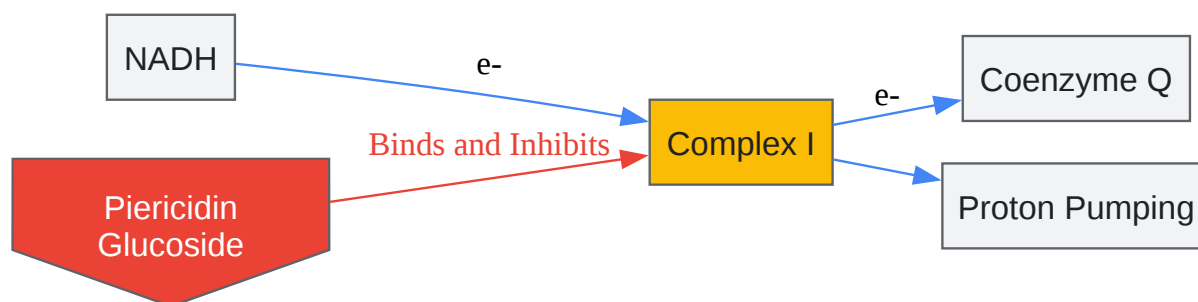 NADH
e-
Binds and Inhibits
Piericidin
Glucoside
Complex I
e-
Coenzyme Q
Proton Pumping